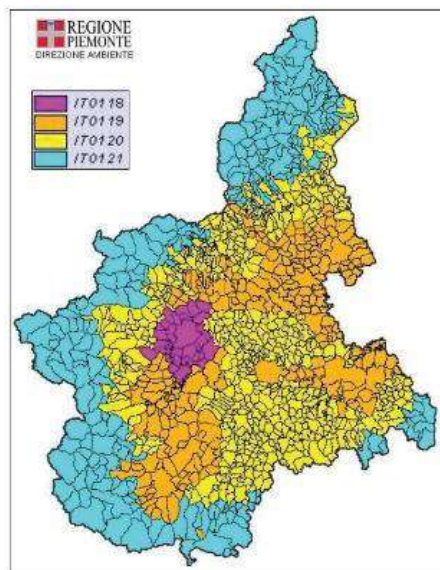 REGIONE
PIEMONTE
DIREZIONE AMBIENTE
IT0118
IT0119
IT0120
IT0121